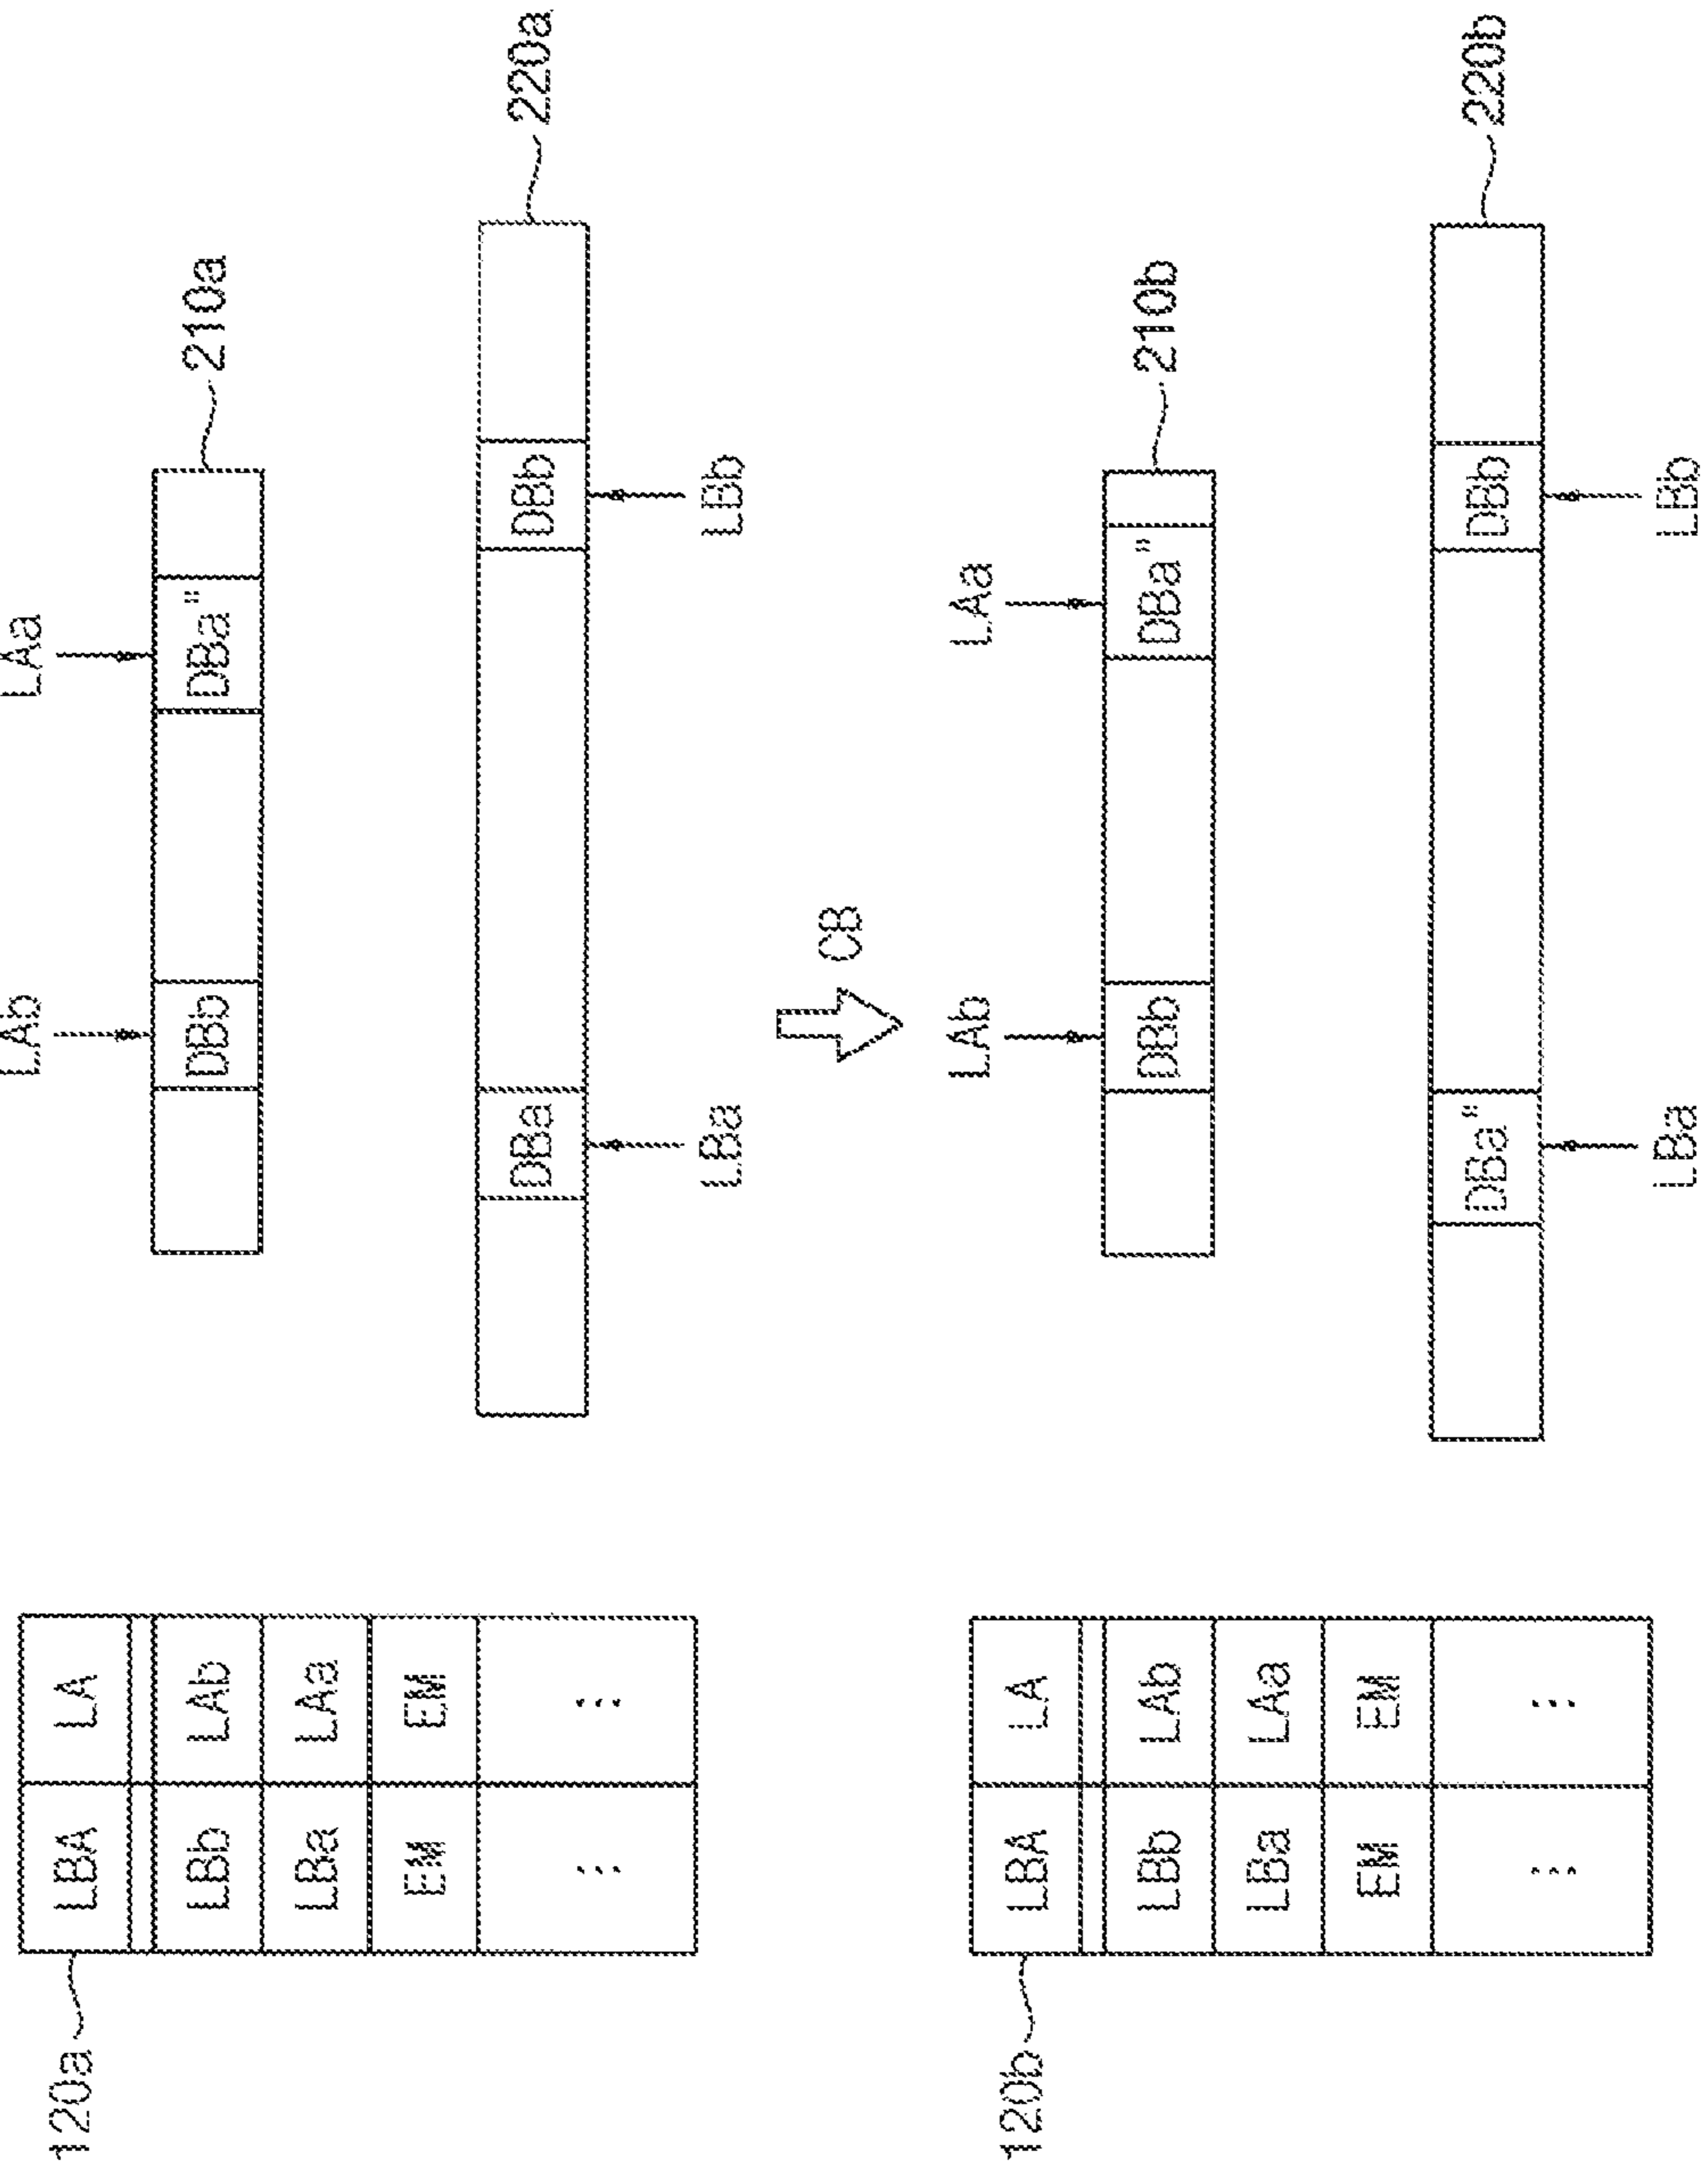 LAb LAa
120a LBA LA
LBb LAb DBb DBa" 210a
LBa LAa
EM EM
DBa DBb 220a
⋮ ⋮
LBa LBb
CB
LAb LAa
120b LBA LA
LBb LAb DBb DBa" 210b
LBa LAa
EM EM
DBa" DBb 220b
⋮ ⋮
LBa LBb